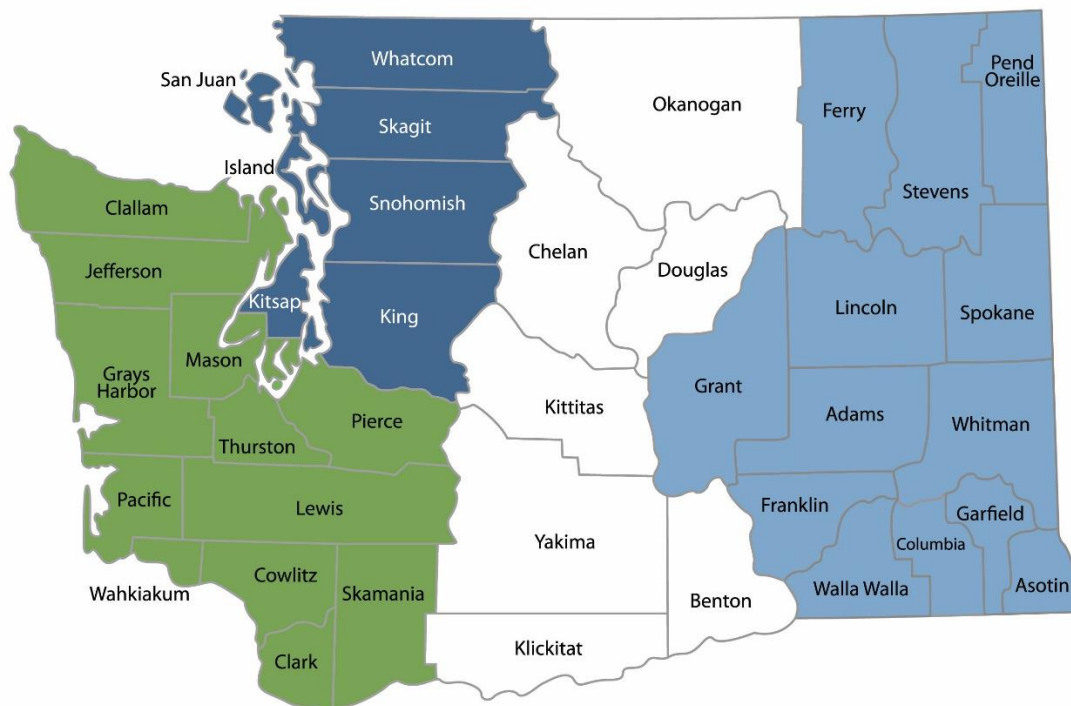 Whatcom
San Juan
Skagit
Island
Snohomish
King
Kitsap
Clallam
Jefferson
Grays
Harbor
Mason
Thurston
Pierce
Pacific
Lewis
Wahkiakum
Cowlitz
Skamania
Clark
Okanogan
Chelan
Douglas
Kittitas
Yakima
Benton
Klickitat
Ferry
Stevens
Pend
Oreille
Lincoln
Spokane
Grant
Adams
Whitman
Franklin
Columbia
Garfield
Walla Walla
Asotin